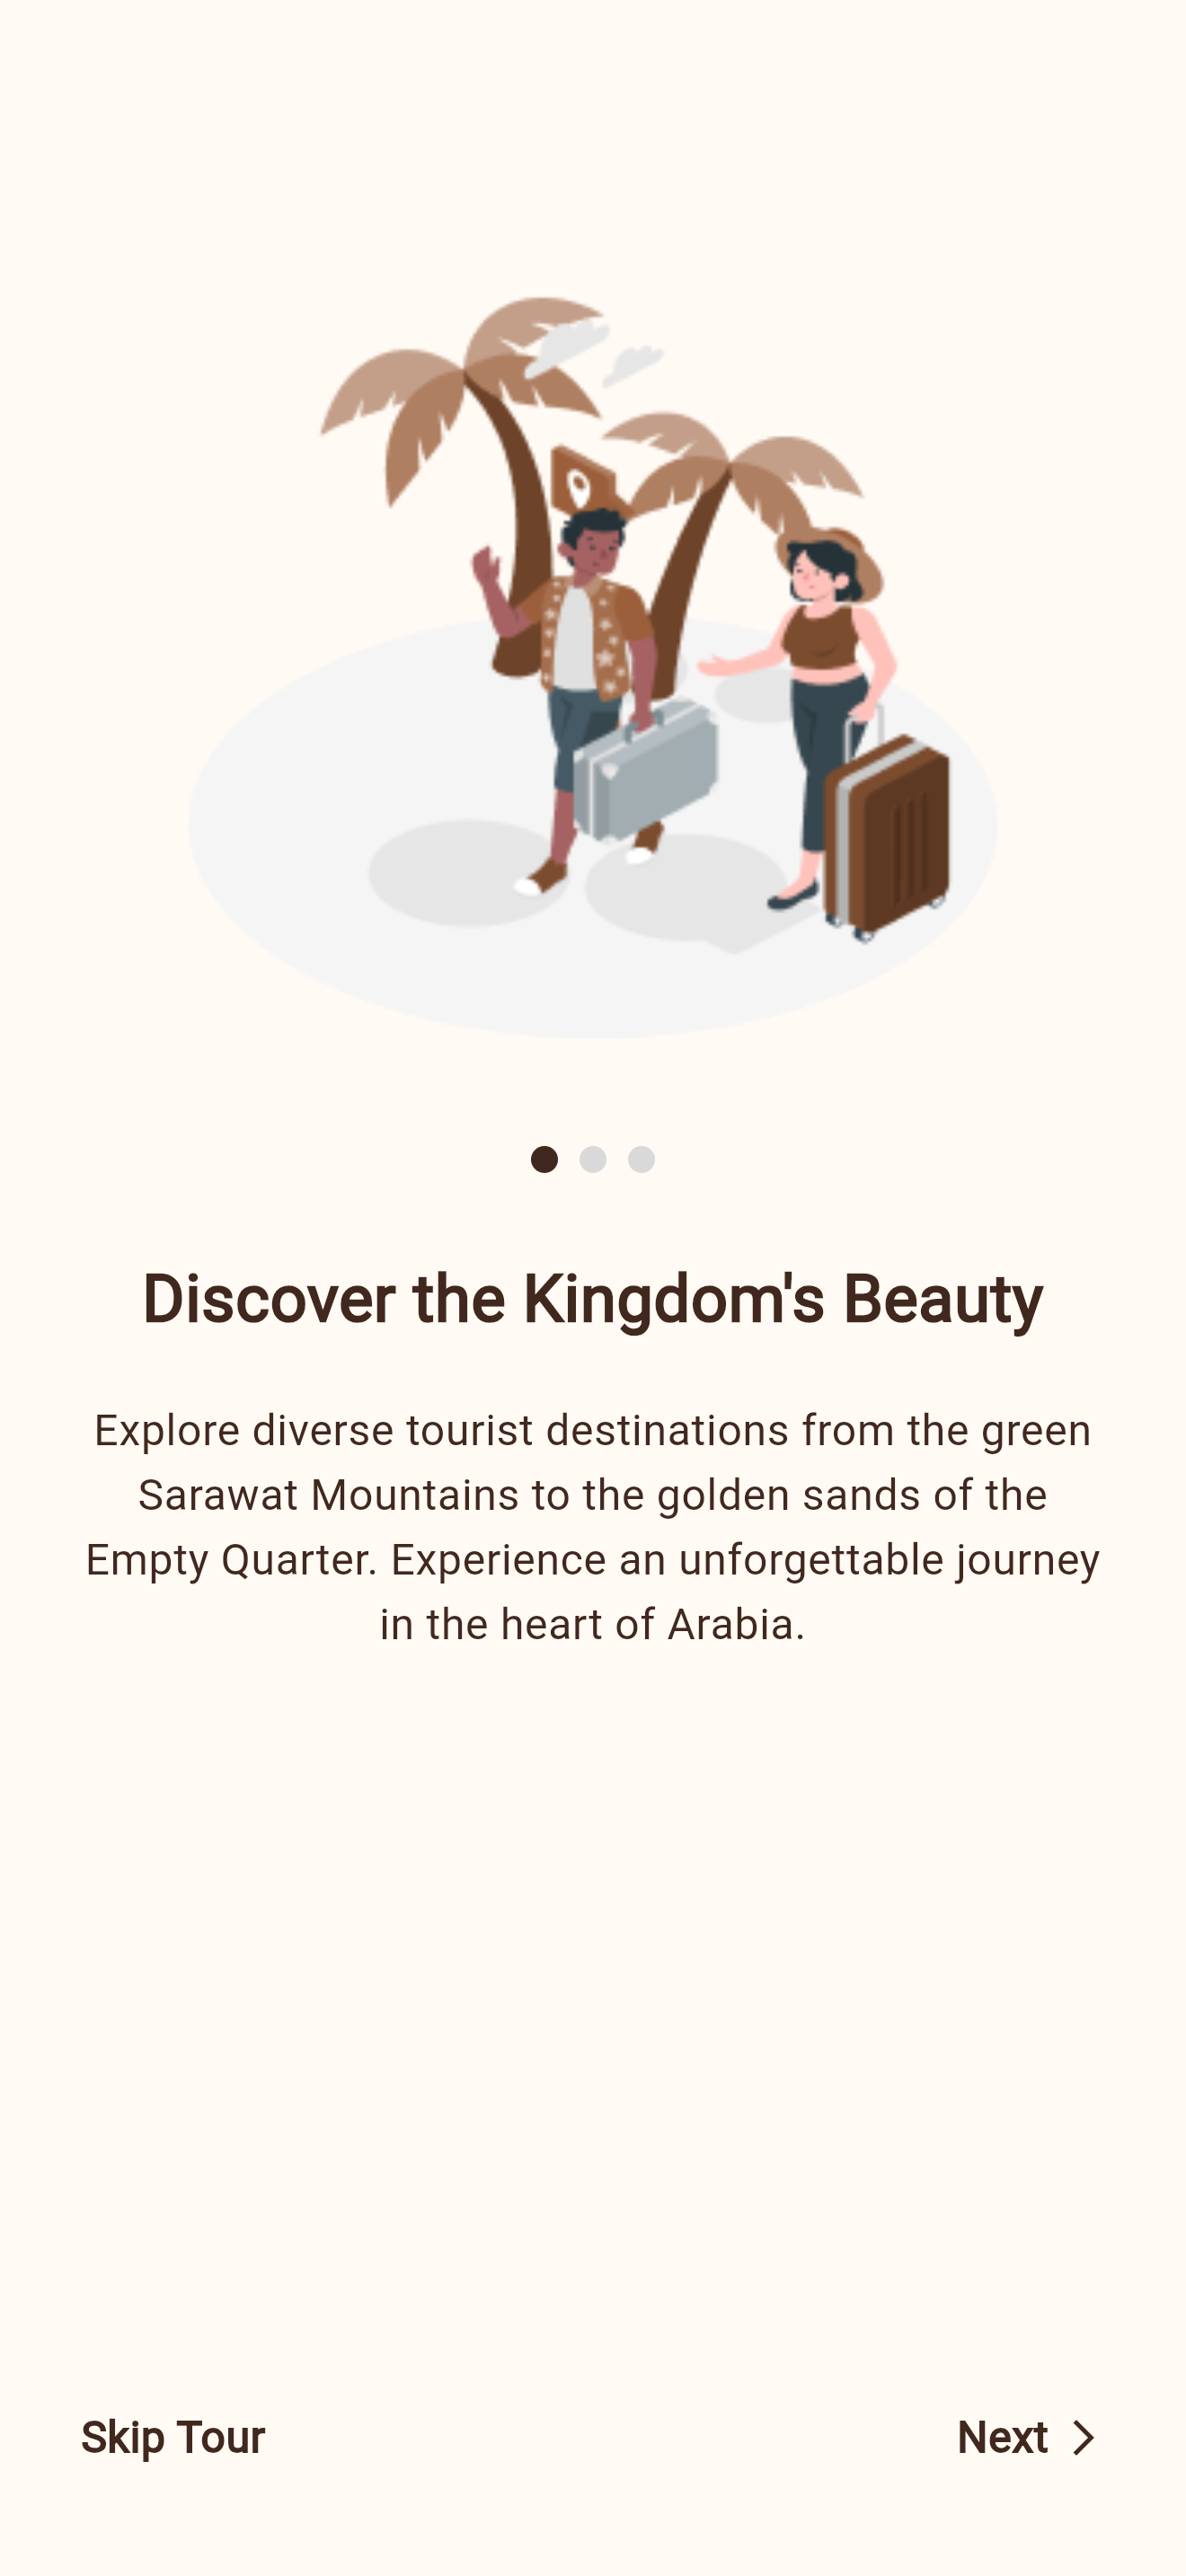 Discover the Kingdom's Beauty
Explore diverse tourist destinations from the green
Sarawat Mountains to the golden sands of the
Empty Quarter. Experience an unforgettable journey
in the heart of Arabia.
Skip Tour
Next